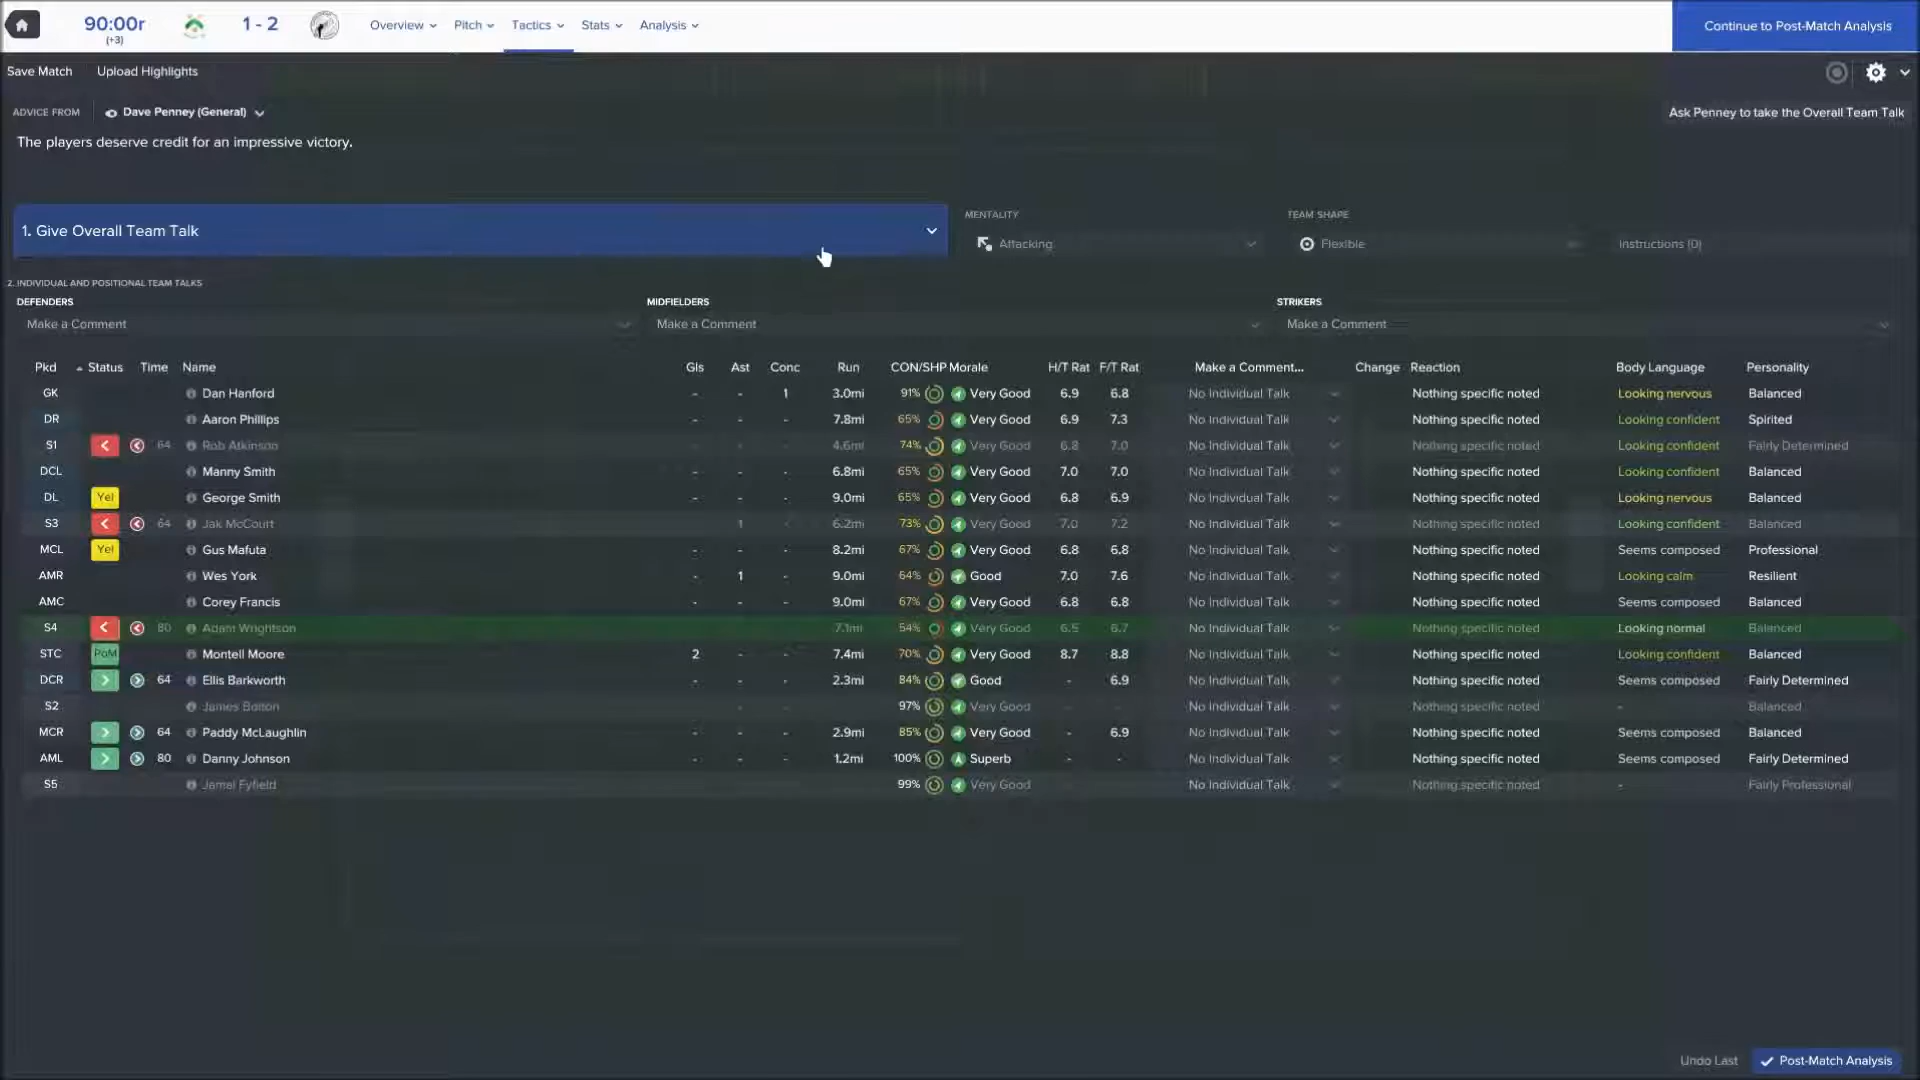 90:00r (+3) 1 - 2 Overview Pitch Tactics Stats Analysis Continue to Post-Match Analysis
Save Match Upload Highlights
ADVICE FROM Dave Penney (General) Ask Penney to take the Overall Team Talk
The players deserve credit for an impressive victory.
MENTALITY TEAM SHAPE
1. Give Overall Team Talk Attacking Flexible Instructions (0)
2. INDIVIDUAL AND POSITIONAL TEAM TALKS
DEFENDERS MIDFIELDERS STRIKERS
Make a Comment Make a Comment Make a Comment
Pkd Status Time Name Gls Ast Conc Run CON/SHP Morale H/T Rat F/T Rat Make a Comment... Change Reaction Body Language Personality
GK Dan Hanford - - 1 3.0mi 91% Very Good 6.9 6.8 No Individual Talk Nothing specific noted Looking nervous Balanced
DR Aaron Phillips - - - 7.8mi 65% Very Good 6.9 7.3 No Individual Talk Nothing specific noted Looking confident Spirited
S1 64 Rob Atkinson - - - 4.6mi 74% Very Good 6.8 7.0 No Individual Talk Nothing specific noted Looking confident Fairly Determined
DCL Manny Smith - - - 6.8mi 65% Very Good 7.0 7.0 No Individual Talk Nothing specific noted Looking confident Balanced
DL Yel George Smith - - - 9.0mi 65% Very Good 6.8 6.9 No Individual Talk Nothing specific noted Looking nervous Balanced
S3 64 Jak McCourt 1 - 6.2mi 73% Very Good 7.0 7.2 No Individual Talk Nothing specific noted Looking confident Balanced
MCL Yel Gus Mafuta - - - 8.2mi 67% Very Good 6.8 6.8 No Individual Talk Nothing specific noted Seems composed Professional
AMR Wes York - 1 - 9.0mi 64% Good 7.0 7.6 No Individual Talk Nothing specific noted Looking calm Resilient
AMC Corey Francis - - - 9.0mi 67% Very Good 6.8 6.8 No Individual Talk Nothing specific noted Seems composed Balanced
S4 80 Adam Wrightson 7.1mi 54% Very Good 6.5 6.7 No Individual Talk Nothing specific noted Looking normal Balanced
STC PoM Montell Moore 2 - - 7.4mi 70% Very Good 8.7 8.8 No Individual Talk Nothing specific noted Looking confident Balanced
DCR 64 Ellis Barkworth - - - 2.3mi 84% Good - 6.9 No Individual Talk Nothing specific noted Seems composed Fairly Determined
S2 James Bolton - - - 97% Very Good - - No Individual Talk Nothing specific noted - Balanced
MCR 64 Paddy McLaughlin - - - 2.9mi 85% Very Good - 6.9 No Individual Talk Nothing specific noted Seems composed Balanced
AML 80 Danny Johnson - - - 1.2mi 100% Superb - - No Individual Talk Nothing specific noted Seems composed Fairly Determined
S5 Jamal Fyfield 99% Very Good No Individual Talk Nothing specific noted - Fairly Professional
Undo Last Post-Match Analysis